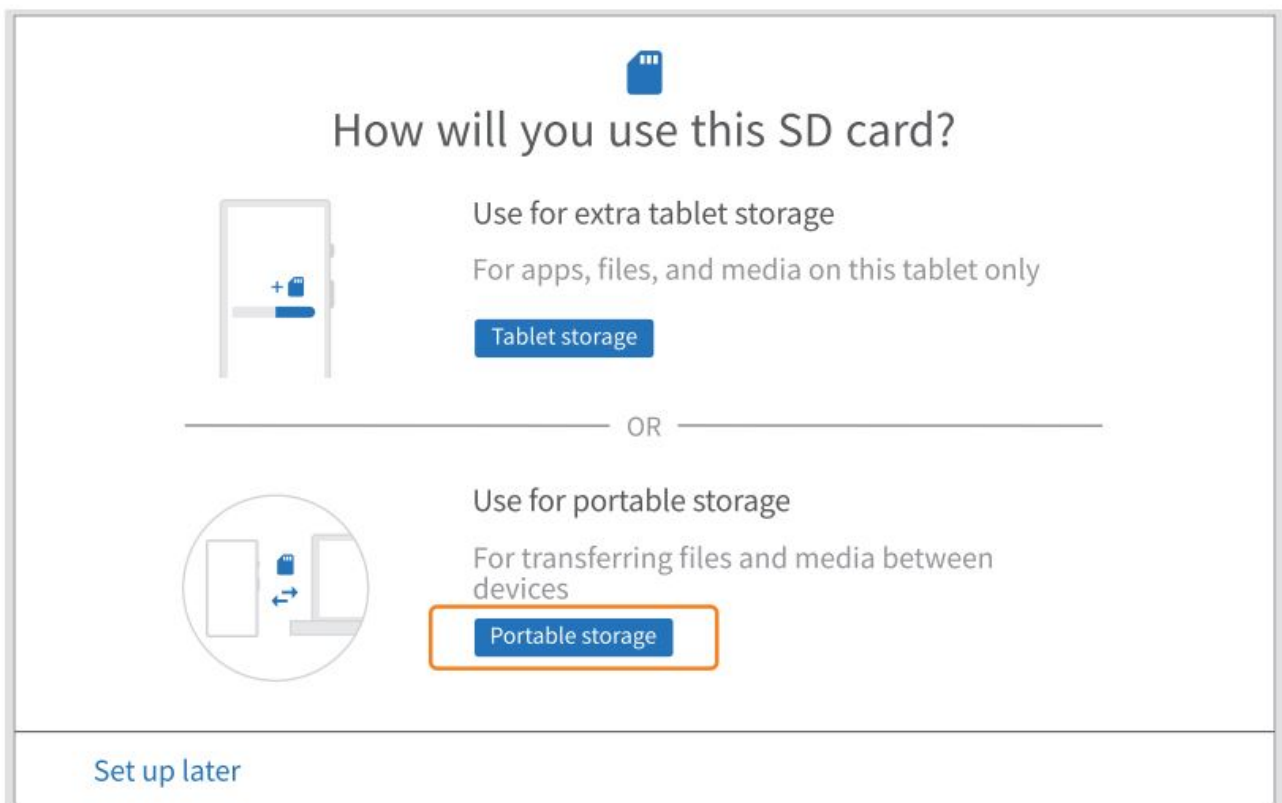 How will you use this SD card?
Use for extra tablet storage
For apps, files, and media on this tablet only
Tablet storage
OR
Use for portable storage
For transferring files and media between
devices
Portable storage
Set up later